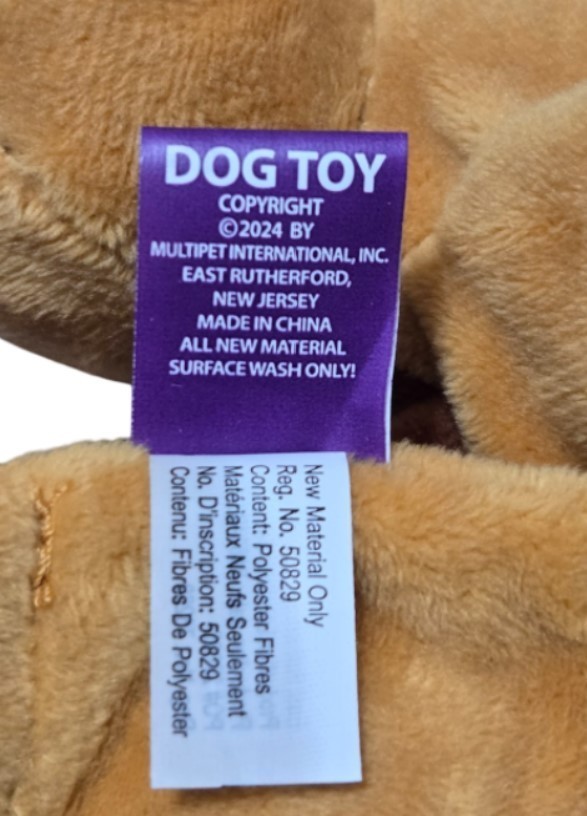 DOG TOY
COPYRIGHT
©2024 BY
MULTIPET INTERNATIONAL, INC.
EAST RUTHERFORD,
NEW JERSEY
MADE IN CHINA
ALL NEW MATERIAL
SURFACE WASH ONLY!
New Material Only
Reg. No. 50829
Content: Polyester Fibres
Matériaux Neufs Seulement
No. D'inscription: 50829
Contenu: Fibres De Polyester